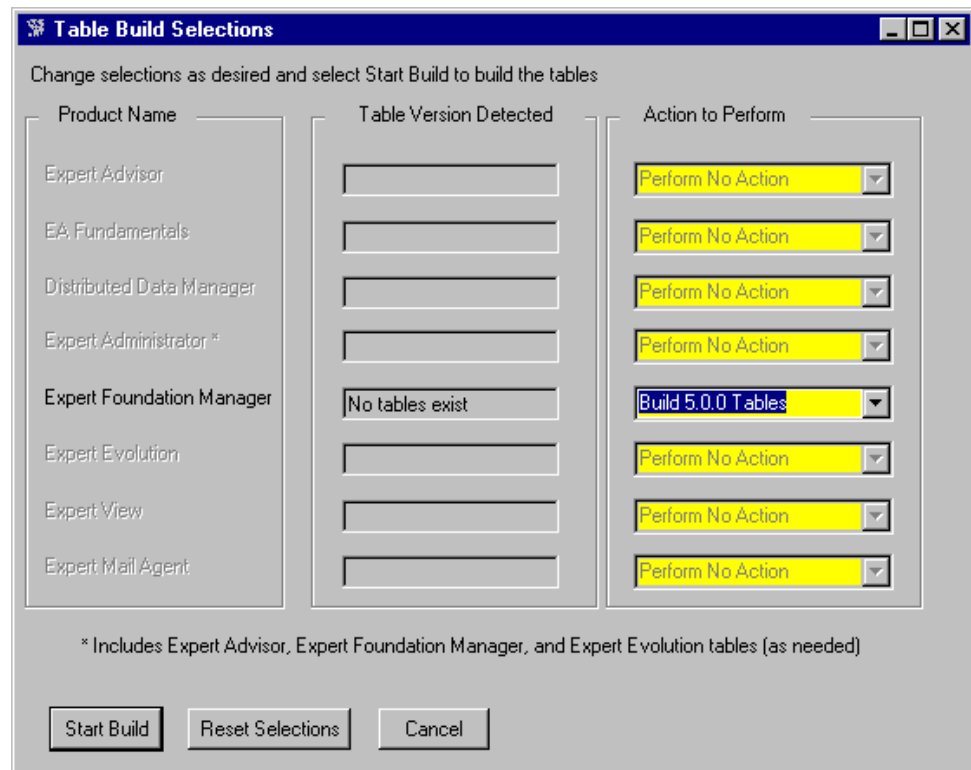 Table Build Selections
Change selections as desired and select Start Build to build the tables
Product Name Table Version Detected Action to Perform
Expert Advisor Perform No Action
EA Fundamentals Perform No Action
Distributed Data Manager Perform No Action
Expert Administrator * Perform No Action
Expert Foundation Manager No tables exist Build 5.0.0 Tables
Expert Evolution Perform No Action
Expert View Perform No Action
Expert Mail Agent Perform No Action
* Includes Expert Advisor, Expert Foundation Manager, and Expert Evolution tables (as needed)
Start Build Reset Selections Cancel